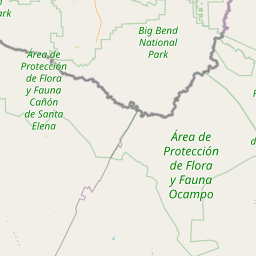 Park
Big Bend
National
Park
Área de
Protección
de Flora
y Fauna
Cañón
de Santa
Elena
Área de
Protección
de Flora
y Fauna
Ocampo